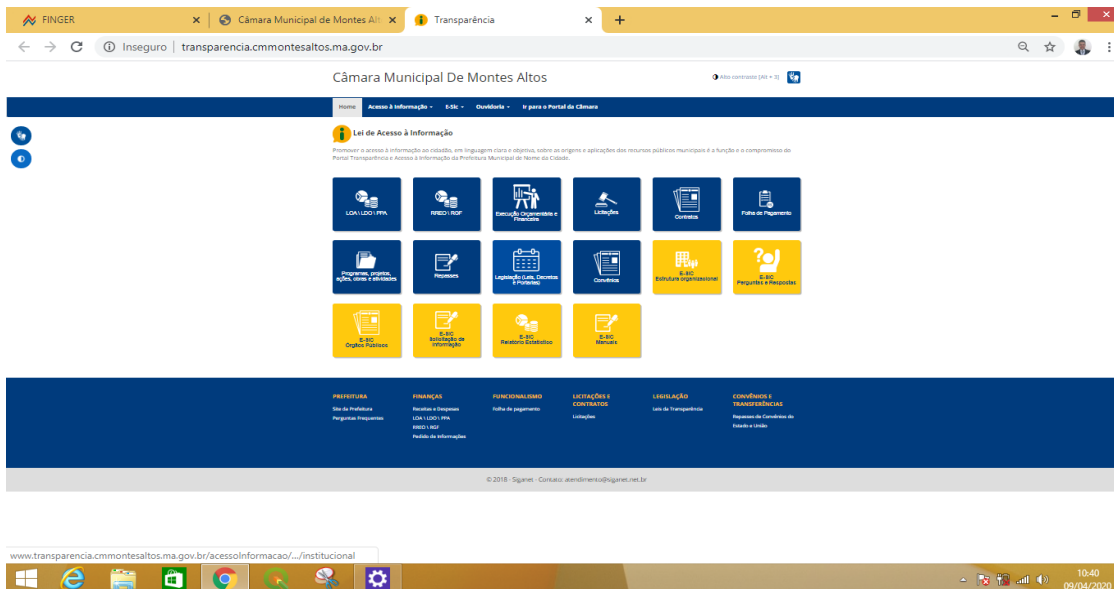 FINGER
Câmara Municipal de Montes Alt
Transparência
Inseguro
transparencia.cmmontesaltos.ma.gov.br
Câmara Municipal De Montes Altos
Alto contraste [Alt + 3]
Home
Acesso à Informação
E-Sic
Ouvidoria
Ir para o Portal da Câmara
Lei de Acesso à Informação
Promover o acesso à informação ao cidadão, em linguagem clara e objetiva, sobre as origens e aplicações dos recursos públicos municipais é a função e o compromisso do
Portal Transparência e Acesso à Informação da Prefeitura Municipal de Nome da Cidade.
LOA \ LDO \ PPA
RREO \ RGF
Execução Orçamentária e
Financeira
Licitações
Contratos
Folha de Pagamento
Programas, projetos,
ações, obras e atividades
Repasses
Legislação (Leis, Decretos
e Portarias)
Convênios
E-SIC
Estrutura organizasional
E-SIC
Perguntas e Respostas
E-SIC
Orgãos Públicos
E-SIC
Solicitação de
Informação
E-SIC
Relatório Estatístico
E-SIC
Manuais
PREFEITURA
Site da Prefeitura
Perguntas Frequentes
FINANÇAS
Receitas e Despesas
LOA \ LDO \ PPA
RREO \ RGF
Pedido de Informações
FUNCIONALISMO
Folha de pagamento
LICITAÇÕES E
CONTRATOS
Licitações
LEGISLAÇÃO
Leis da Transparência
CONVÊNIOS E
TRANSFERÊNCIAS
Repasses de Convênios do
Estado e União
© 2018 - Siganet - Contato: atendimento@siganet.net.br
www.transparencia.cmmontesaltos.ma.gov.br/acessoInformacao/.../institucional
10:40
09/04/2020